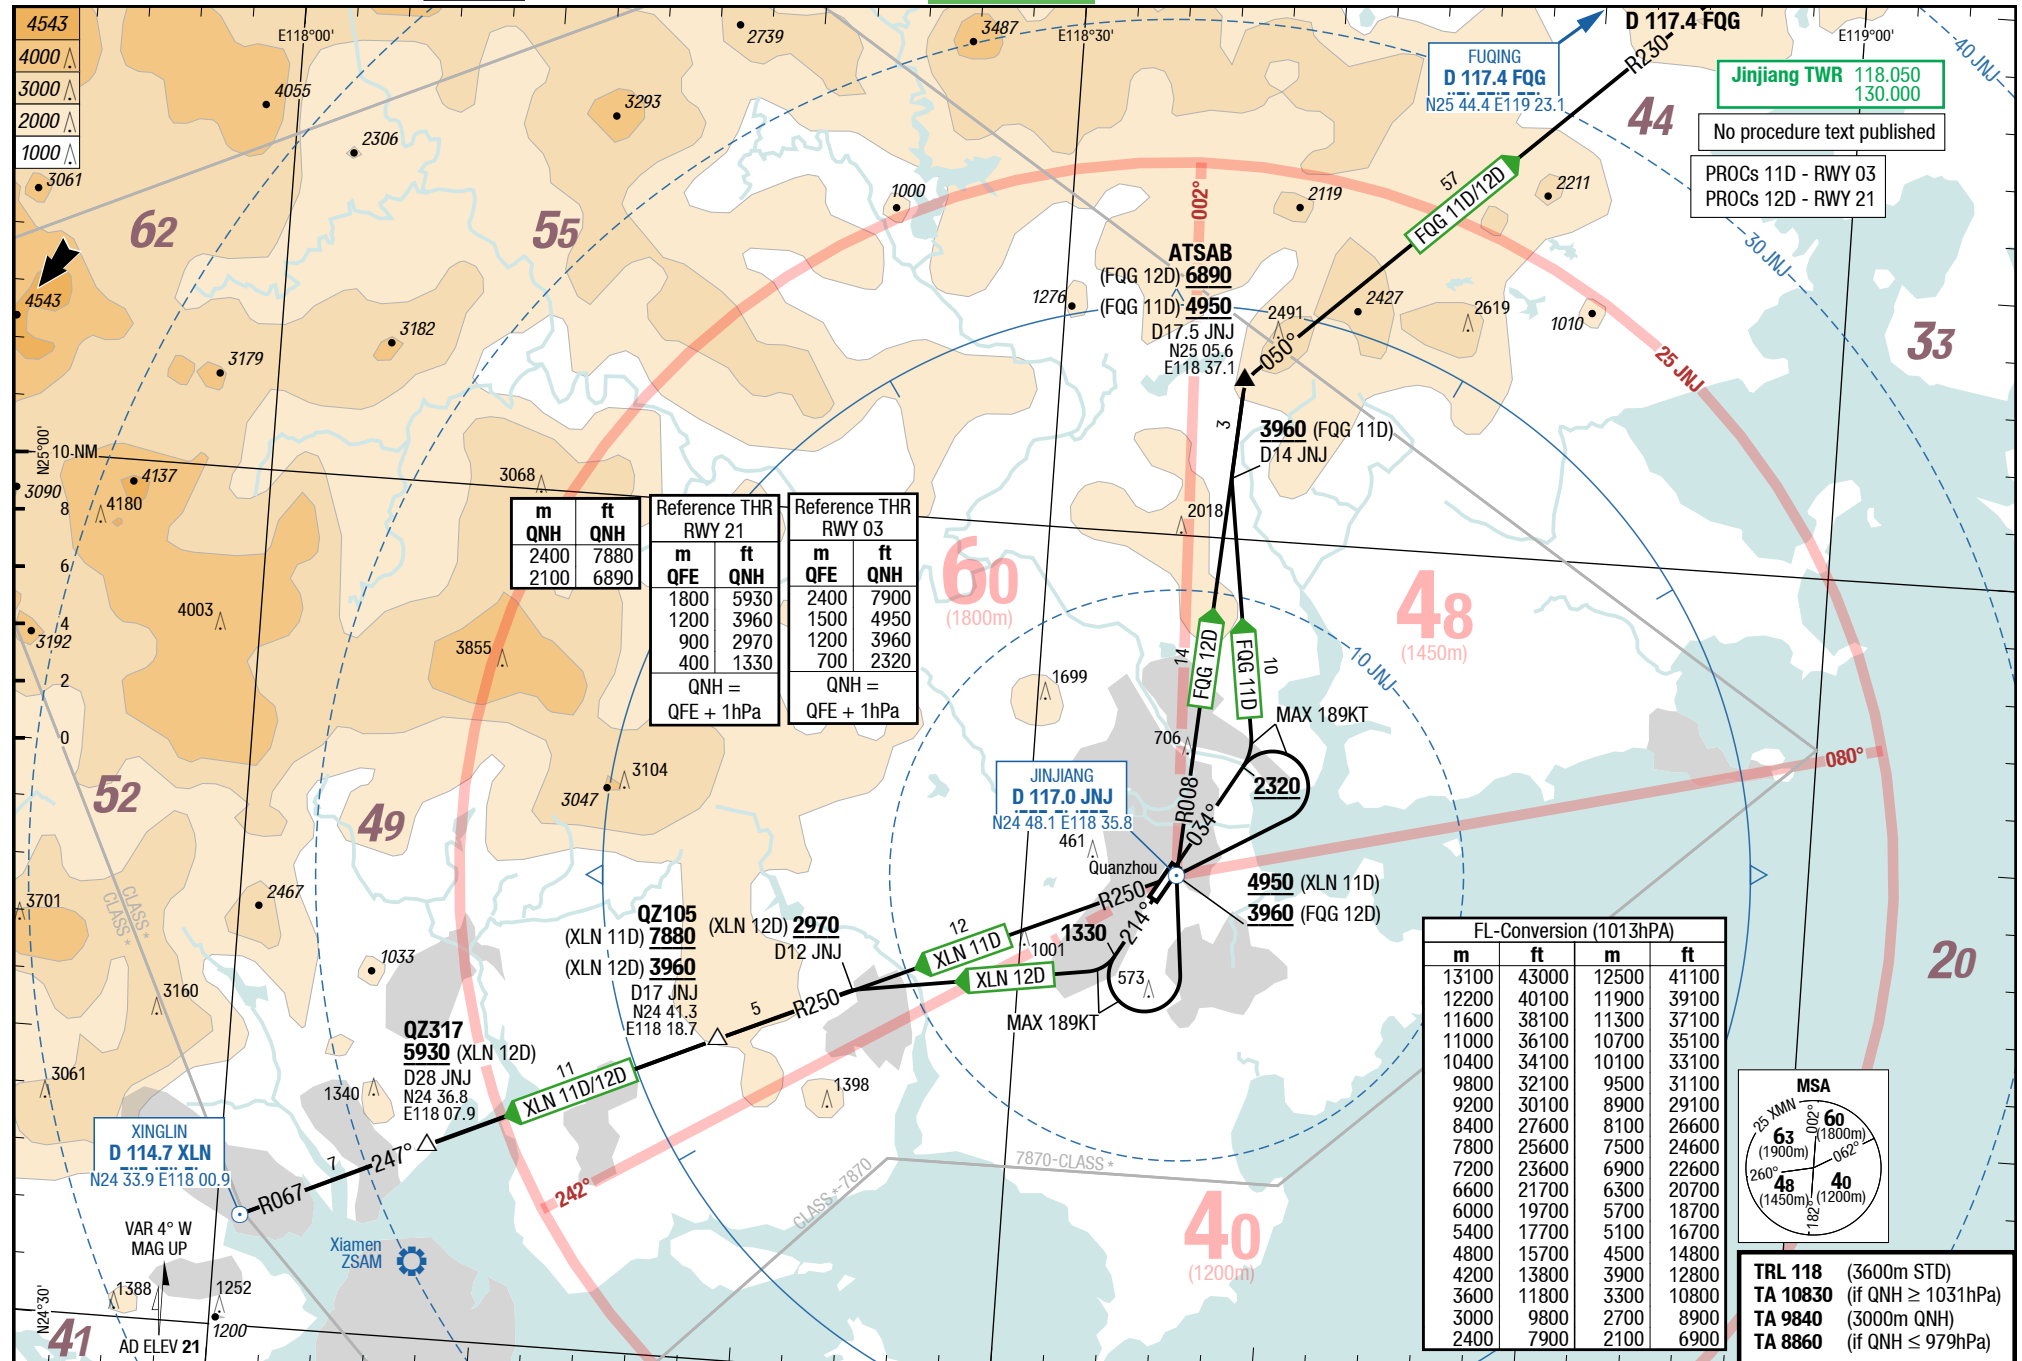 4543
4000
3000
2000
1000
E118°00'
E118°30'
E119°00'
2739
3487
4055
3293
2306
3061
62
55
1000
4543
3182
3179
1276
2119
2211
2427
2491
2619
1010
44
33
40 JNJ
30 JNJ
25 JNJ
10 JNJ
D 117.4 FQG
R230
FUQING
D 117.4 FQG
N25 44.4 E119 23.1
Jinjiang TWR 118.050
130.000
No procedure text published
PROCs 11D - RWY 03
PROCs 12D - RWY 21
57
FQG 11D/12D
002°
ATSAB
(FQG 12D) 6890
(FQG 11D) 4950
D17.5 JNJ
N25 05.6
E118 37.1
050°
3
3960 (FQG 11D)
D14 JNJ
N25°00'
10-NM
8
6
4
2
0
3090
4137
4180
3068
2018
4003
3192
3855
m ft
QNH QNH
2400 7880
2100 6890
Reference THR
RWY 21
m ft
QFE QNH
1800 5930
1200 3960
900 2970
400 1330
QNH =
QFE + 1hPa
Reference THR
RWY 03
m ft
QFE QNH
2400 7900
1500 4950
1200 3960
700 2320
QNH =
QFE + 1hPa
60
(1800m)
48
(1450m)
1699
14
FQG 12D
FQG 11D
10
MAX 189KT
706
2320
080°
52
49
3104
3047
JINJIANG
D 117.0 JNJ
N24 48.1 E118 35.8
R008
034°
461
Quanzhou
CLASS *
CLASS *
2467
3701
4950 (XLN 11D)
3960 (FQG 12D)
R250
214°
1330
QZ105
(XLN 11D) 7880
(XLN 12D) 3960
D17 JNJ
N24 41.3
E118 18.7
(XLN 12D) 2970
D12 JNJ
12
XLN 11D
1001
XLN 12D
573
MAX 189KT
1033
3160
3061
5
R250
QZ317
5930 (XLN 12D)
D28 JNJ
N24 36.8
E118 07.9
11
XLN 11D/12D
1398
1340
XINGLIN
D 114.7 XLN
N24 33.9 E118 00.9
7
247°
R067
242°
CLASS *-7870
7870-CLASS *
40
(1200m)
20
VAR 4° W
MAG UP
Xiamen
ZSAM
1388
1252
1200
N24°30'
41
AD ELEV 21
FL-Conversion (1013hPA)
m ft m ft
13100 43000 12500 41100
12200 40100 11900 39100
11600 38100 11300 37100
11000 36100 10700 35100
10400 34100 10100 33100
9800 32100 9500 31100
9200 30100 8900 29100
8400 27600 8100 26600
7800 25600 7500 24600
7200 23600 6900 22600
6600 21700 6300 20700
6000 19700 5700 18700
5400 17700 5100 16700
4800 15700 4500 14800
4200 13800 3900 12800
3600 11800 3300 10800
3000 9800 2700 8900
2400 7900 2100 6900
MSA
25 XMN
002°
60
(1800m)
63
(1900m)
062°
260°
48
(1450m)
40
(1200m)
182°
TRL 118 (3600m STD)
TA 10830 (if QNH ≥ 1031hPa)
TA 9840 (3000m QNH)
TA 8860 (if QNH ≤ 979hPa)